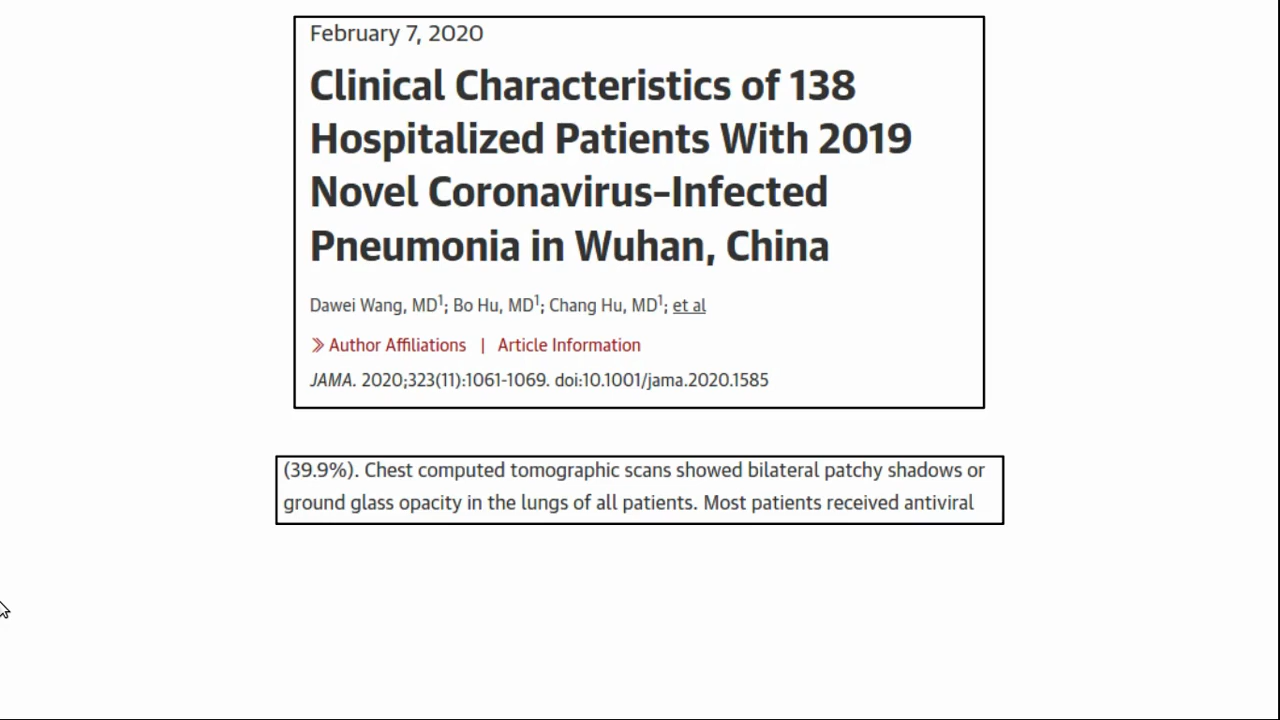 February 7, 2020
Clinical Characteristics of 138
Hospitalized Patients With 2019
Novel Coronavirus–Infected
Pneumonia in Wuhan, China
Dawei Wang, MD1; Bo Hu, MD1; Chang Hu, MD1; et al
» Author Affiliations | Article Information
JAMA. 2020;323(11):1061-1069. doi:10.1001/jama.2020.1585
(39.9%). Chest computed tomographic scans showed bilateral patchy shadows or
ground glass opacity in the lungs of all patients. Most patients received antiviral